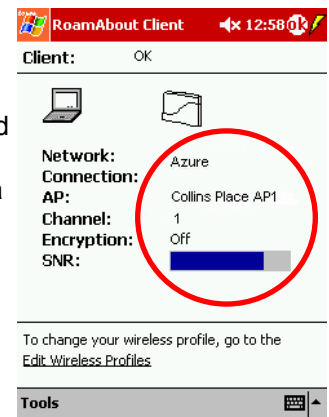 RoamAbout Client 12:58 ok
Client: OK
Network: Azure
Connection:
AP: Collins Place AP1
Channel: 1
Encryption: Off
SNR:
To change your wireless profile, go to the
Edit Wireless Profiles
Tools